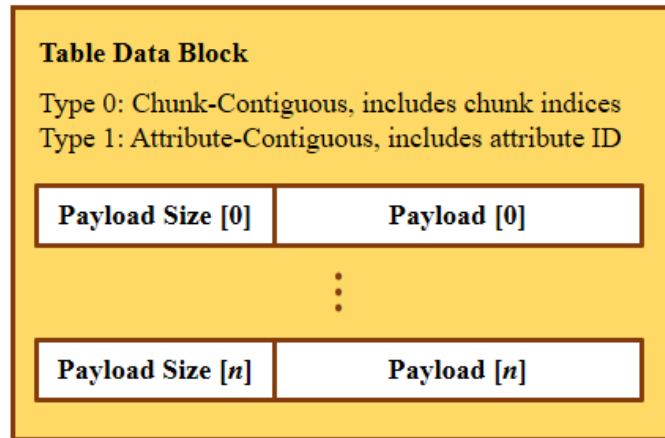 Table Data Block
Type 0: Chunk-Contiguous, includes chunk indices
Type 1: Attribute-Contiguous, includes attribute ID
Payload Size [0] Payload [0]
⋮
Payload Size [n] Payload [n]